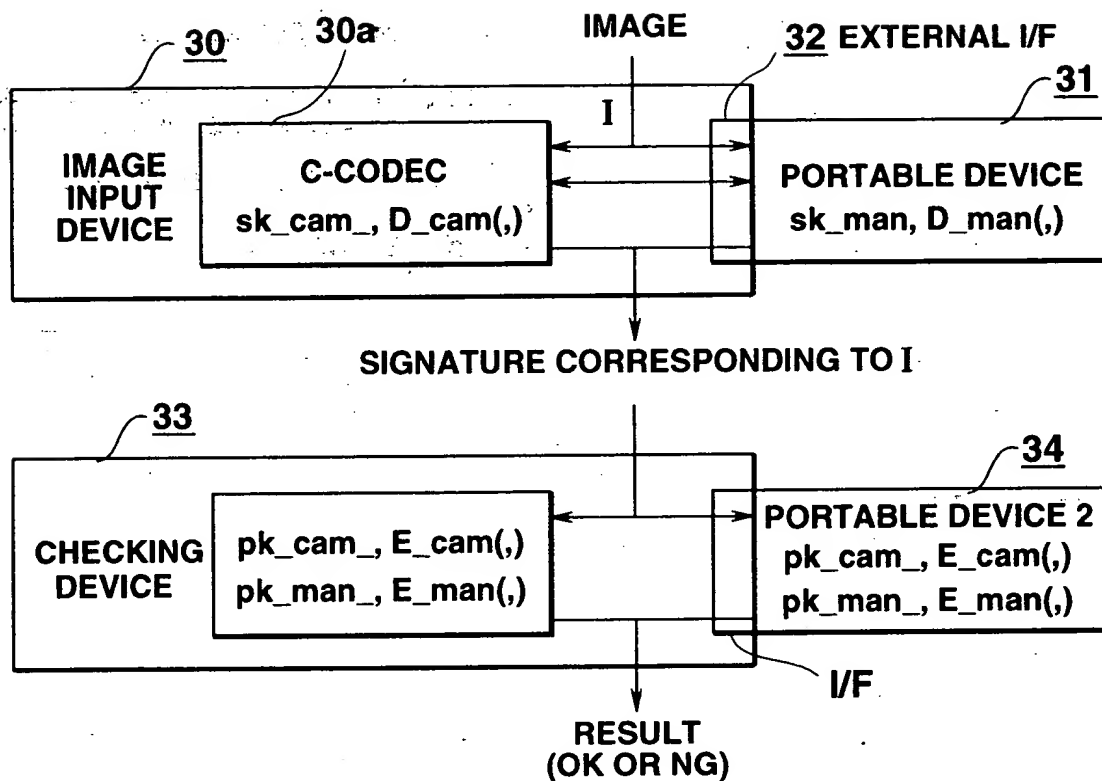 30
30a
IMAGE
32 EXTERNAL I/F
31
I
IMAGE
INPUT
DEVICE
C-CODEC
sk_cam_, D_cam(,)
PORTABLE DEVICE
sk_man, D_man(,)
SIGNATURE CORRESPONDING TO I
33
34
CHECKING
DEVICE
pk_cam_, E_cam(,)
pk_man_, E_man(,)
PORTABLE DEVICE 2
pk_cam_, E_cam(,)
pk_man_, E_man(,)
I/F
RESULT
(OK OR NG)